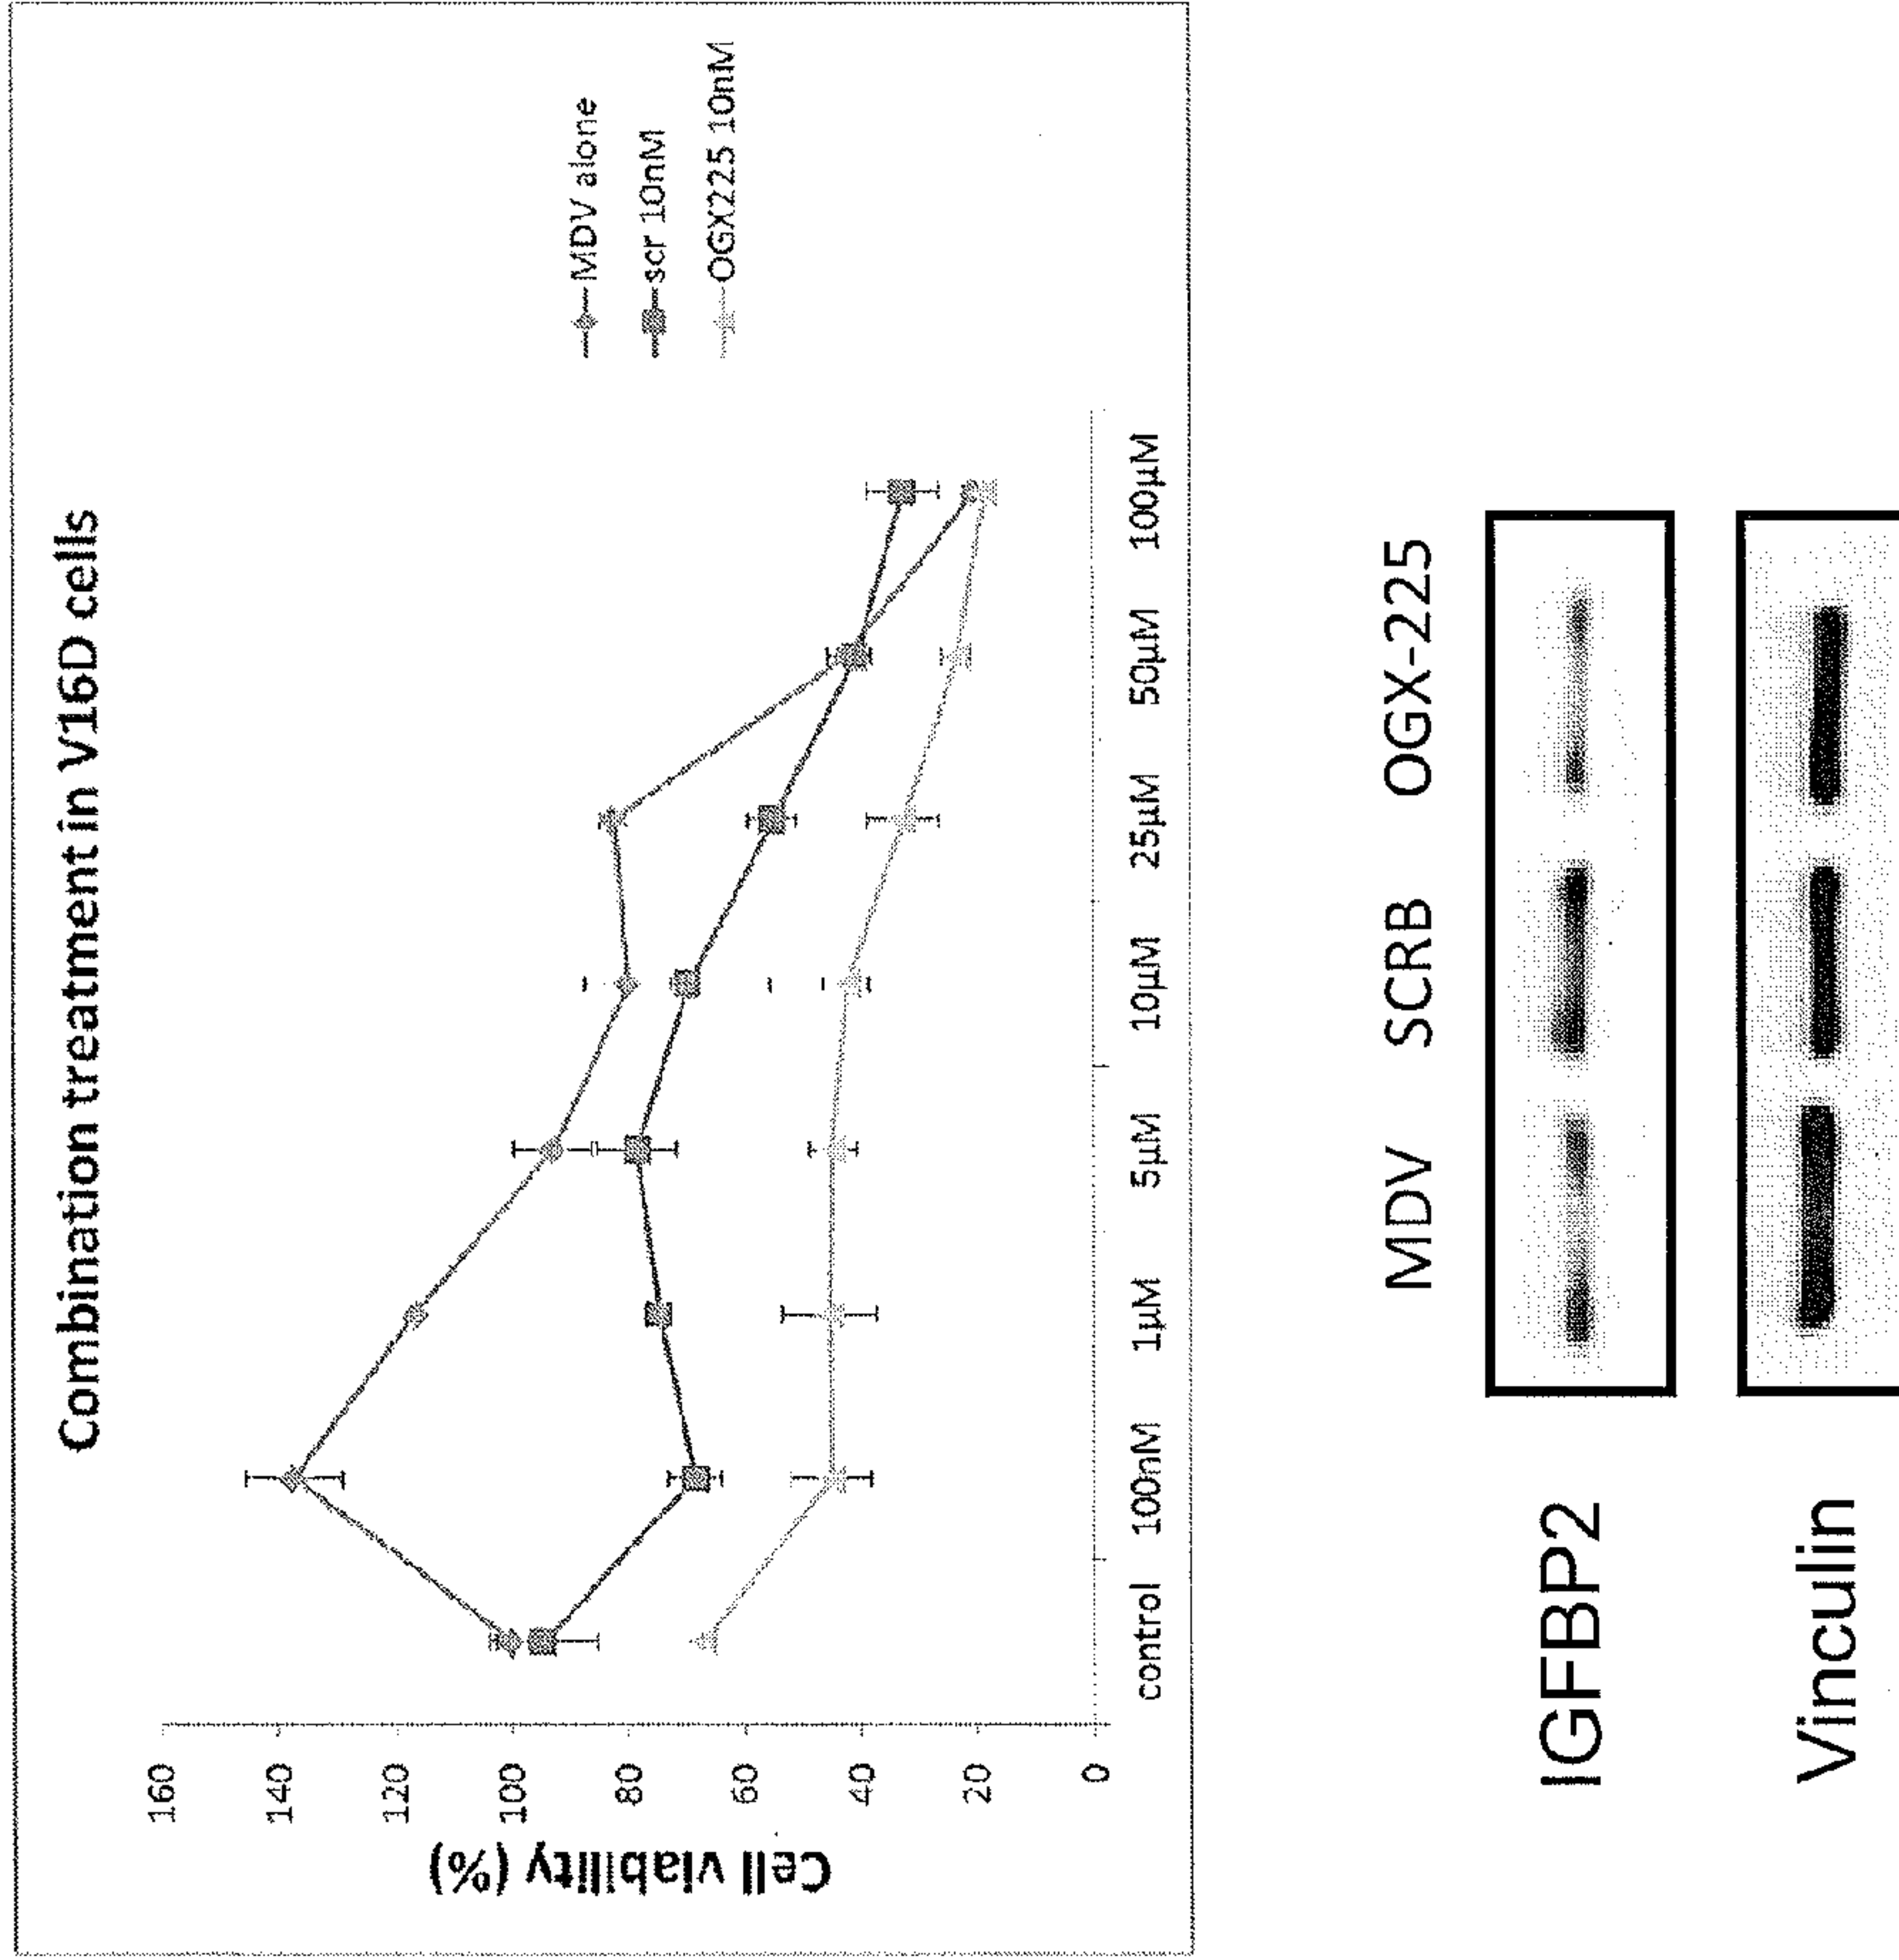 Combination treatment in V16D cells
Cell viability (%)
160
140
120
100
80
60
40
20
0
control 100nM 1µM 5µM 10µM 25µM 50µM 100µM
MDV alone
scr 10nM
OGX225 10nM
MDV SCRB OGX-225
IGFBP2
Vinculin